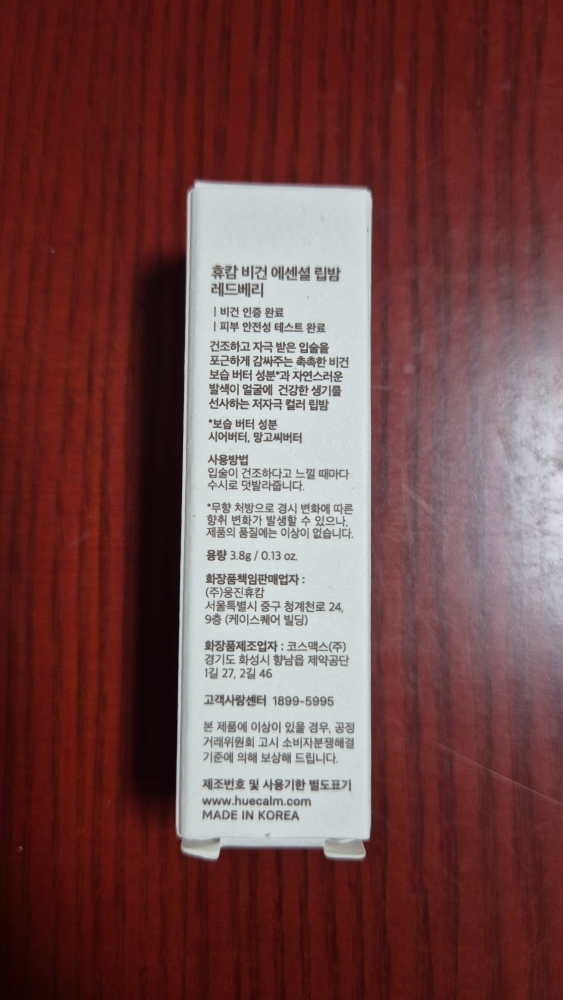 휴캄 비건 에센셜 립밤
레드베리
| 비건 인증 완료
| 피부 안전성 테스트 완료
건조하고 자극 받은 입술을
포근하게 감싸주는 촉촉한 비건
보습 버터 성분*과 자연스러운
발색이 얼굴에 건강한 생기를
선사하는 저자극 컬러 립밤
*보습 버터 성분
시어버터, 망고씨버터
사용방법
입술이 건조하다고 느낄 때마다
수시로 덧발라줍니다.
*무향 처방으로 경시 변화에 따른
향취 변화가 발생할 수 있으나,
제품의 품질에는 이상이 없습니다.
용량 3.8g / 0.13 oz.
화장품책임판매업자 :
(주)웅진휴캄
서울특별시 중구 청계천로 24,
9층 (케이스퀘어 빌딩)
화장품제조업자 : 코스맥스(주)
경기도 화성시 향남읍 제약공단
1길 27, 2길 46
고객사랑센터 1899-5995
본 제품에 이상이 있을 경우, 공정
거래위원회 고시 소비자분쟁해결
기준에 의해 보상해 드립니다.
제조번호 및 사용기한 별도표기
www.huecalm.com
MADE IN KOREA